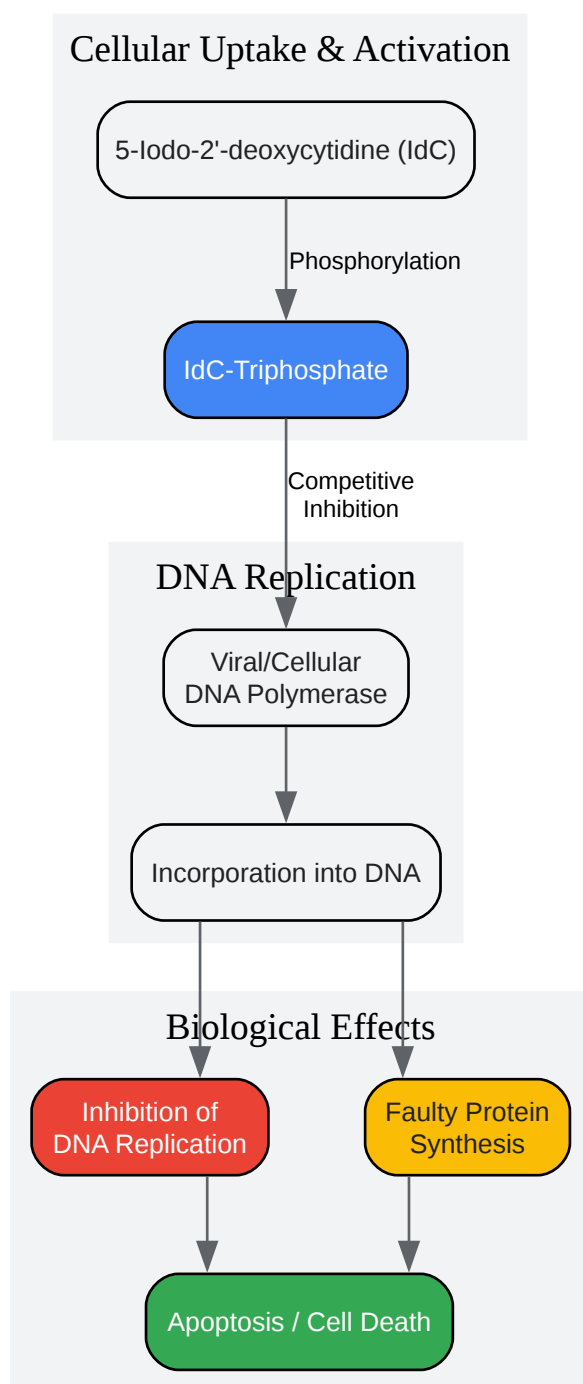 Cellular Uptake & Activation
5-Iodo-2'-deoxycytidine (IdC)
Phosphorylation
IdC-Triphosphate
Competitive
Inhibition
DNA Replication
Viral/Cellular
DNA Polymerase
Incorporation into DNA
Biological Effects
Inhibition of
DNA Replication
Faulty Protein
Synthesis
Apoptosis / Cell Death